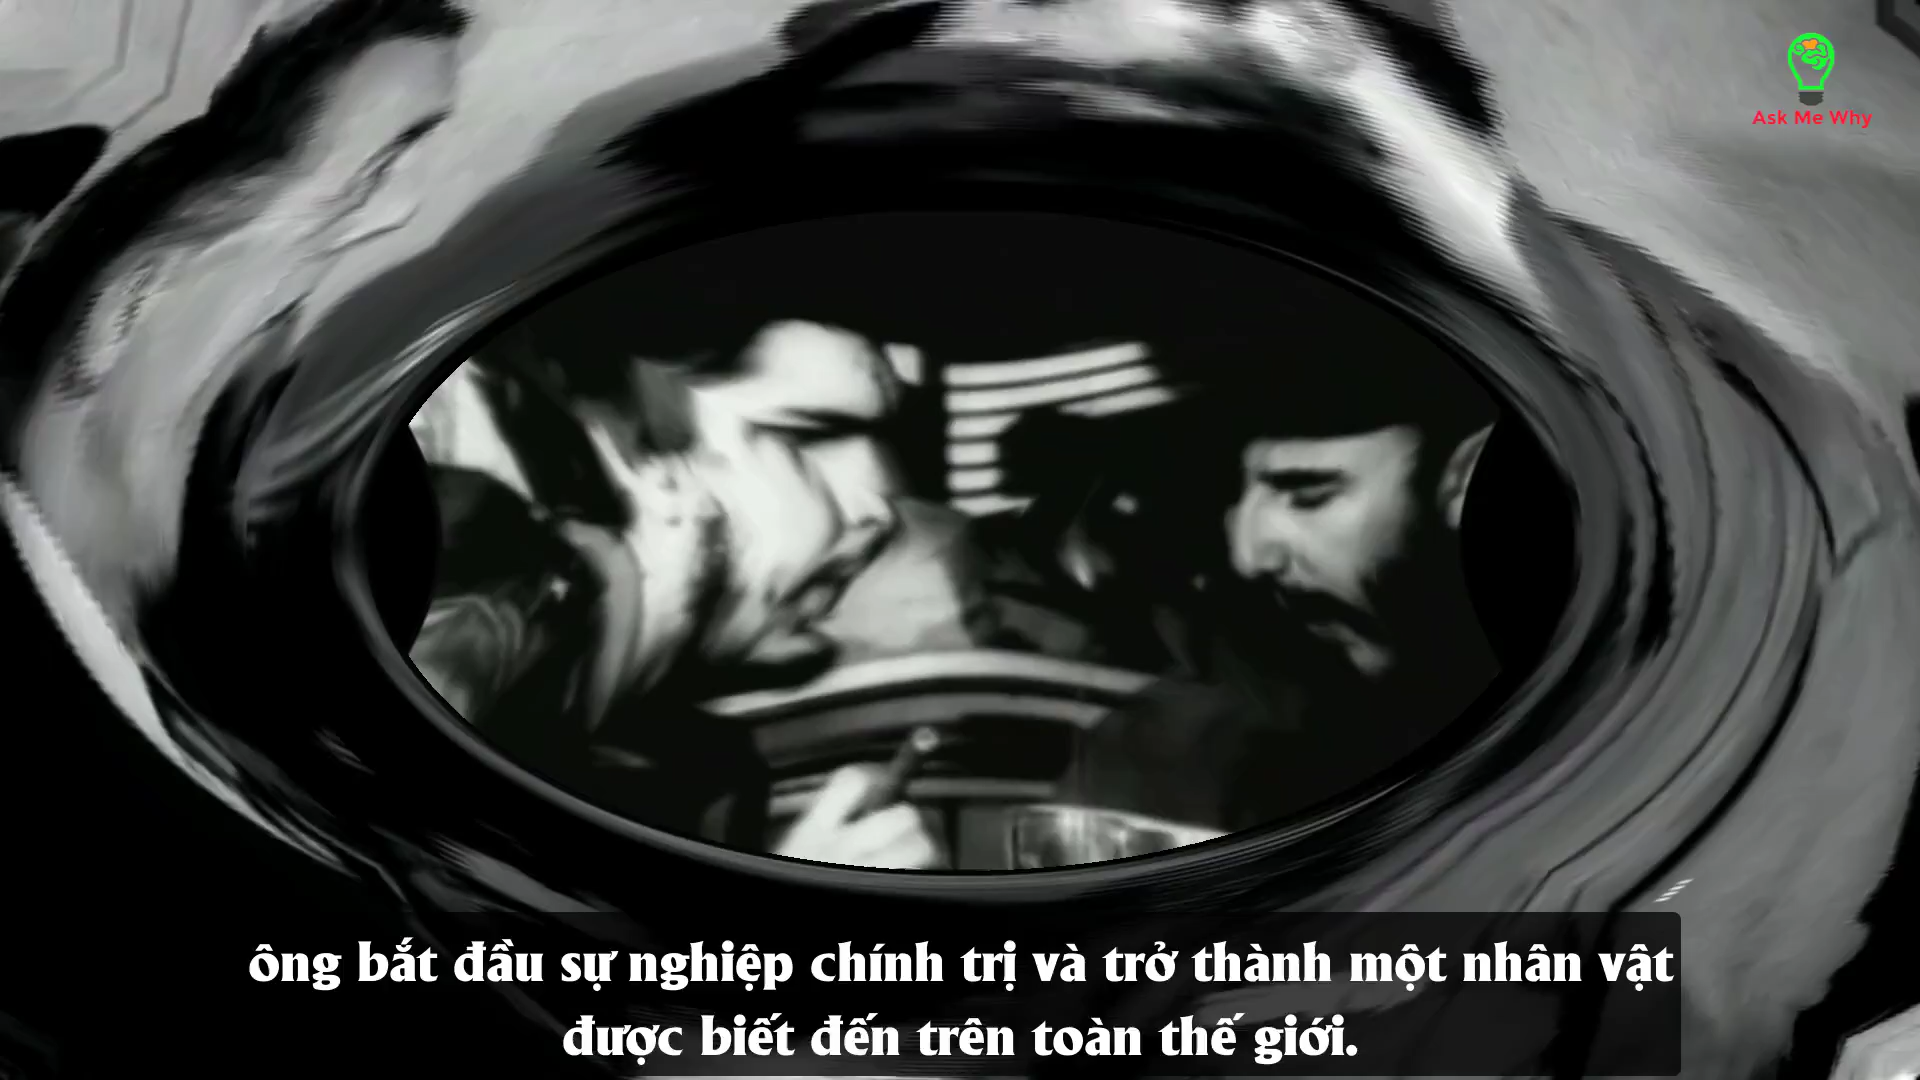 Ask Me Why
ông bắt đầu sự nghiệp chính trị và trở thành một nhân vật
được biết đến trên toàn thế giới.